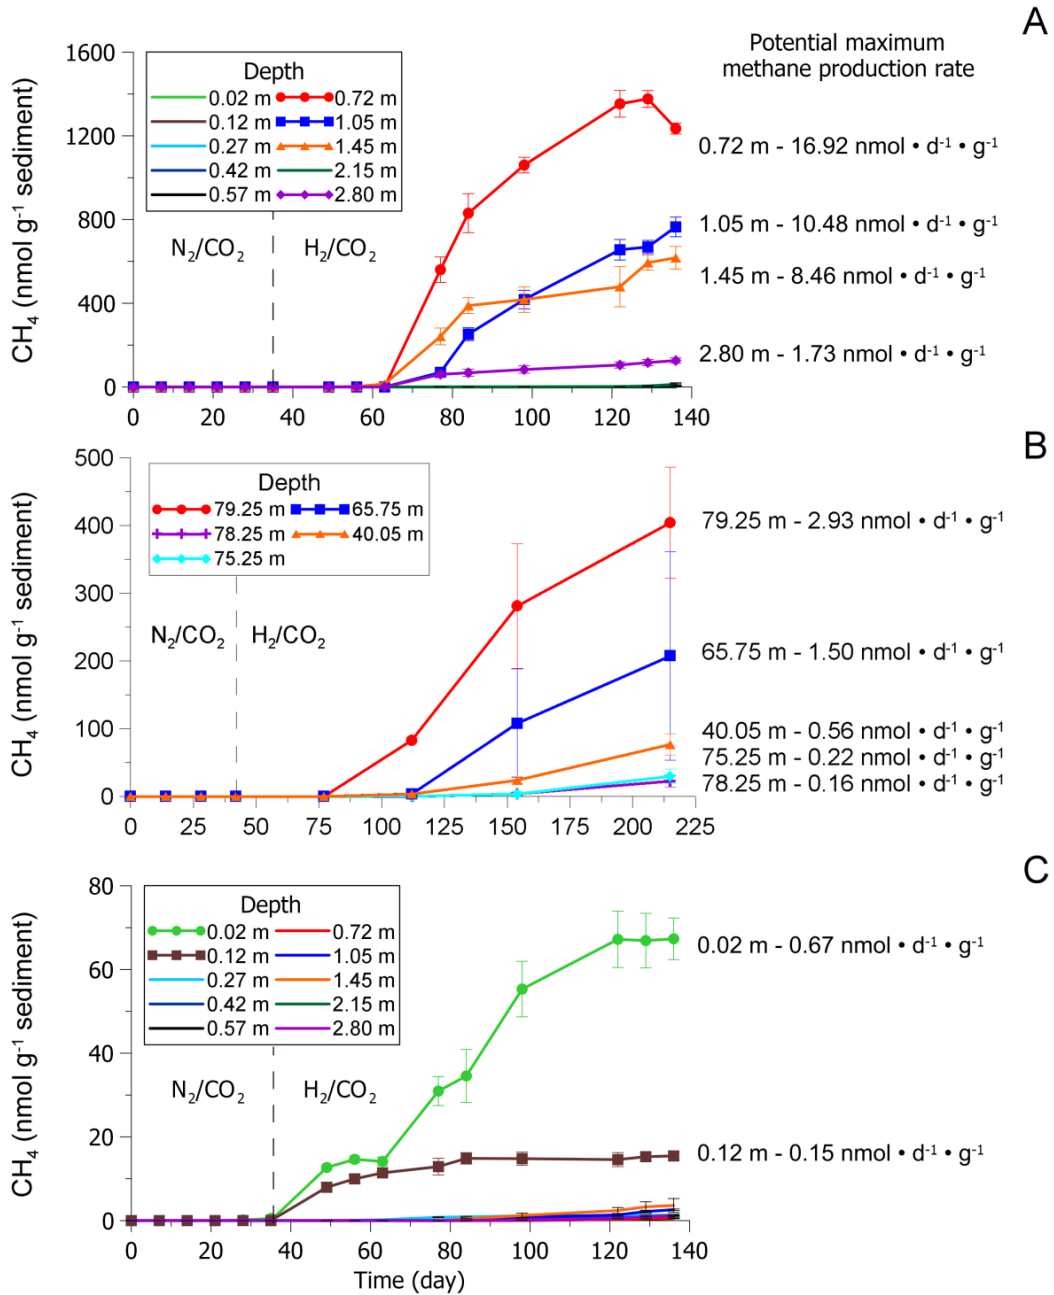 A
Potential maximum
methane production rate
CH₄ (nmol g⁻¹ sediment)
1600
1200
800
400
0
Depth
0.02 m 0.72 m
0.12 m 1.05 m
0.27 m 1.45 m
0.42 m 2.15 m
0.57 m 2.80 m
N₂/CO₂ H₂/CO₂
0.72 m - 16.92 nmol • d⁻¹ • g⁻¹
1.05 m - 10.48 nmol • d⁻¹ • g⁻¹
1.45 m - 8.46 nmol • d⁻¹ • g⁻¹
2.80 m - 1.73 nmol • d⁻¹ • g⁻¹
0 20 40 60 80 100 120 140
B
CH₄ (nmol g⁻¹ sediment)
500
400
300
200
100
0
Depth
79.25 m 65.75 m
78.25 m 40.05 m
75.25 m
N₂/CO₂ H₂/CO₂
79.25 m - 2.93 nmol • d⁻¹ • g⁻¹
65.75 m - 1.50 nmol • d⁻¹ • g⁻¹
40.05 m - 0.56 nmol • d⁻¹ • g⁻¹
75.25 m - 0.22 nmol • d⁻¹ • g⁻¹
78.25 m - 0.16 nmol • d⁻¹ • g⁻¹
0 25 50 75 100 125 150 175 200 225
C
CH₄ (nmol g⁻¹ sediment)
80
60
40
20
0
Depth
0.02 m 0.72 m
0.12 m 1.05 m
0.27 m 1.45 m
0.42 m 2.15 m
0.57 m 2.80 m
N₂/CO₂ H₂/CO₂
0.02 m - 0.67 nmol • d⁻¹ • g⁻¹
0.12 m - 0.15 nmol • d⁻¹ • g⁻¹
0 20 40 60 80 100 120 140
Time (day)